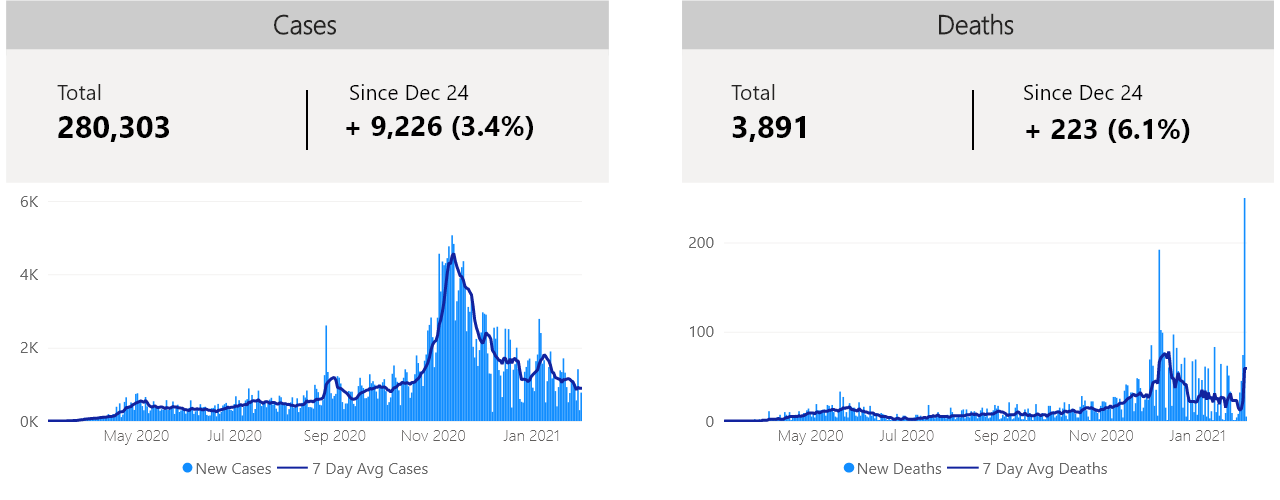 Cases
Total
Since Dec 24
280,303
+ 9,226 (3.4%)
6K
4K
2K
0K
May 2020
Jul 2020
Sep 2020
Nov 2020
Jan 2021
New Cases
7 Day Avg Cases
Deaths
Total
Since Dec 24
3,891
+ 223 (6.1%)
200
100
0
May 2020
Jul 2020
Sep 2020
Nov 2020
Jan 2021
New Deaths
7 Day Avg Deaths